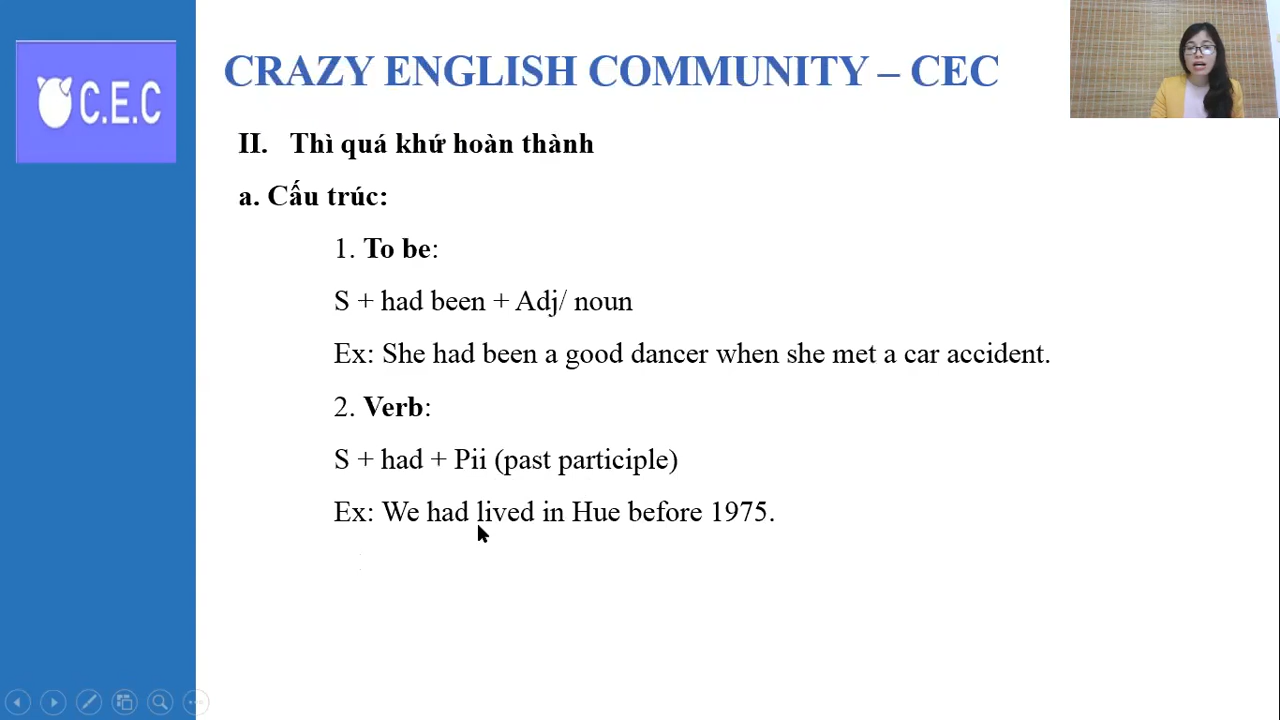 C.E.C
CRAZY ENGLISH COMMUNITY – CEC
II. Thì quá khứ hoàn thành
a. Cấu trúc:
1. To be:
S + had been + Adj/ noun
Ex: She had been a good dancer when she met a car accident.
2. Verb:
S + had + Pii (past participle)
Ex: We had lived in Hue before 1975.